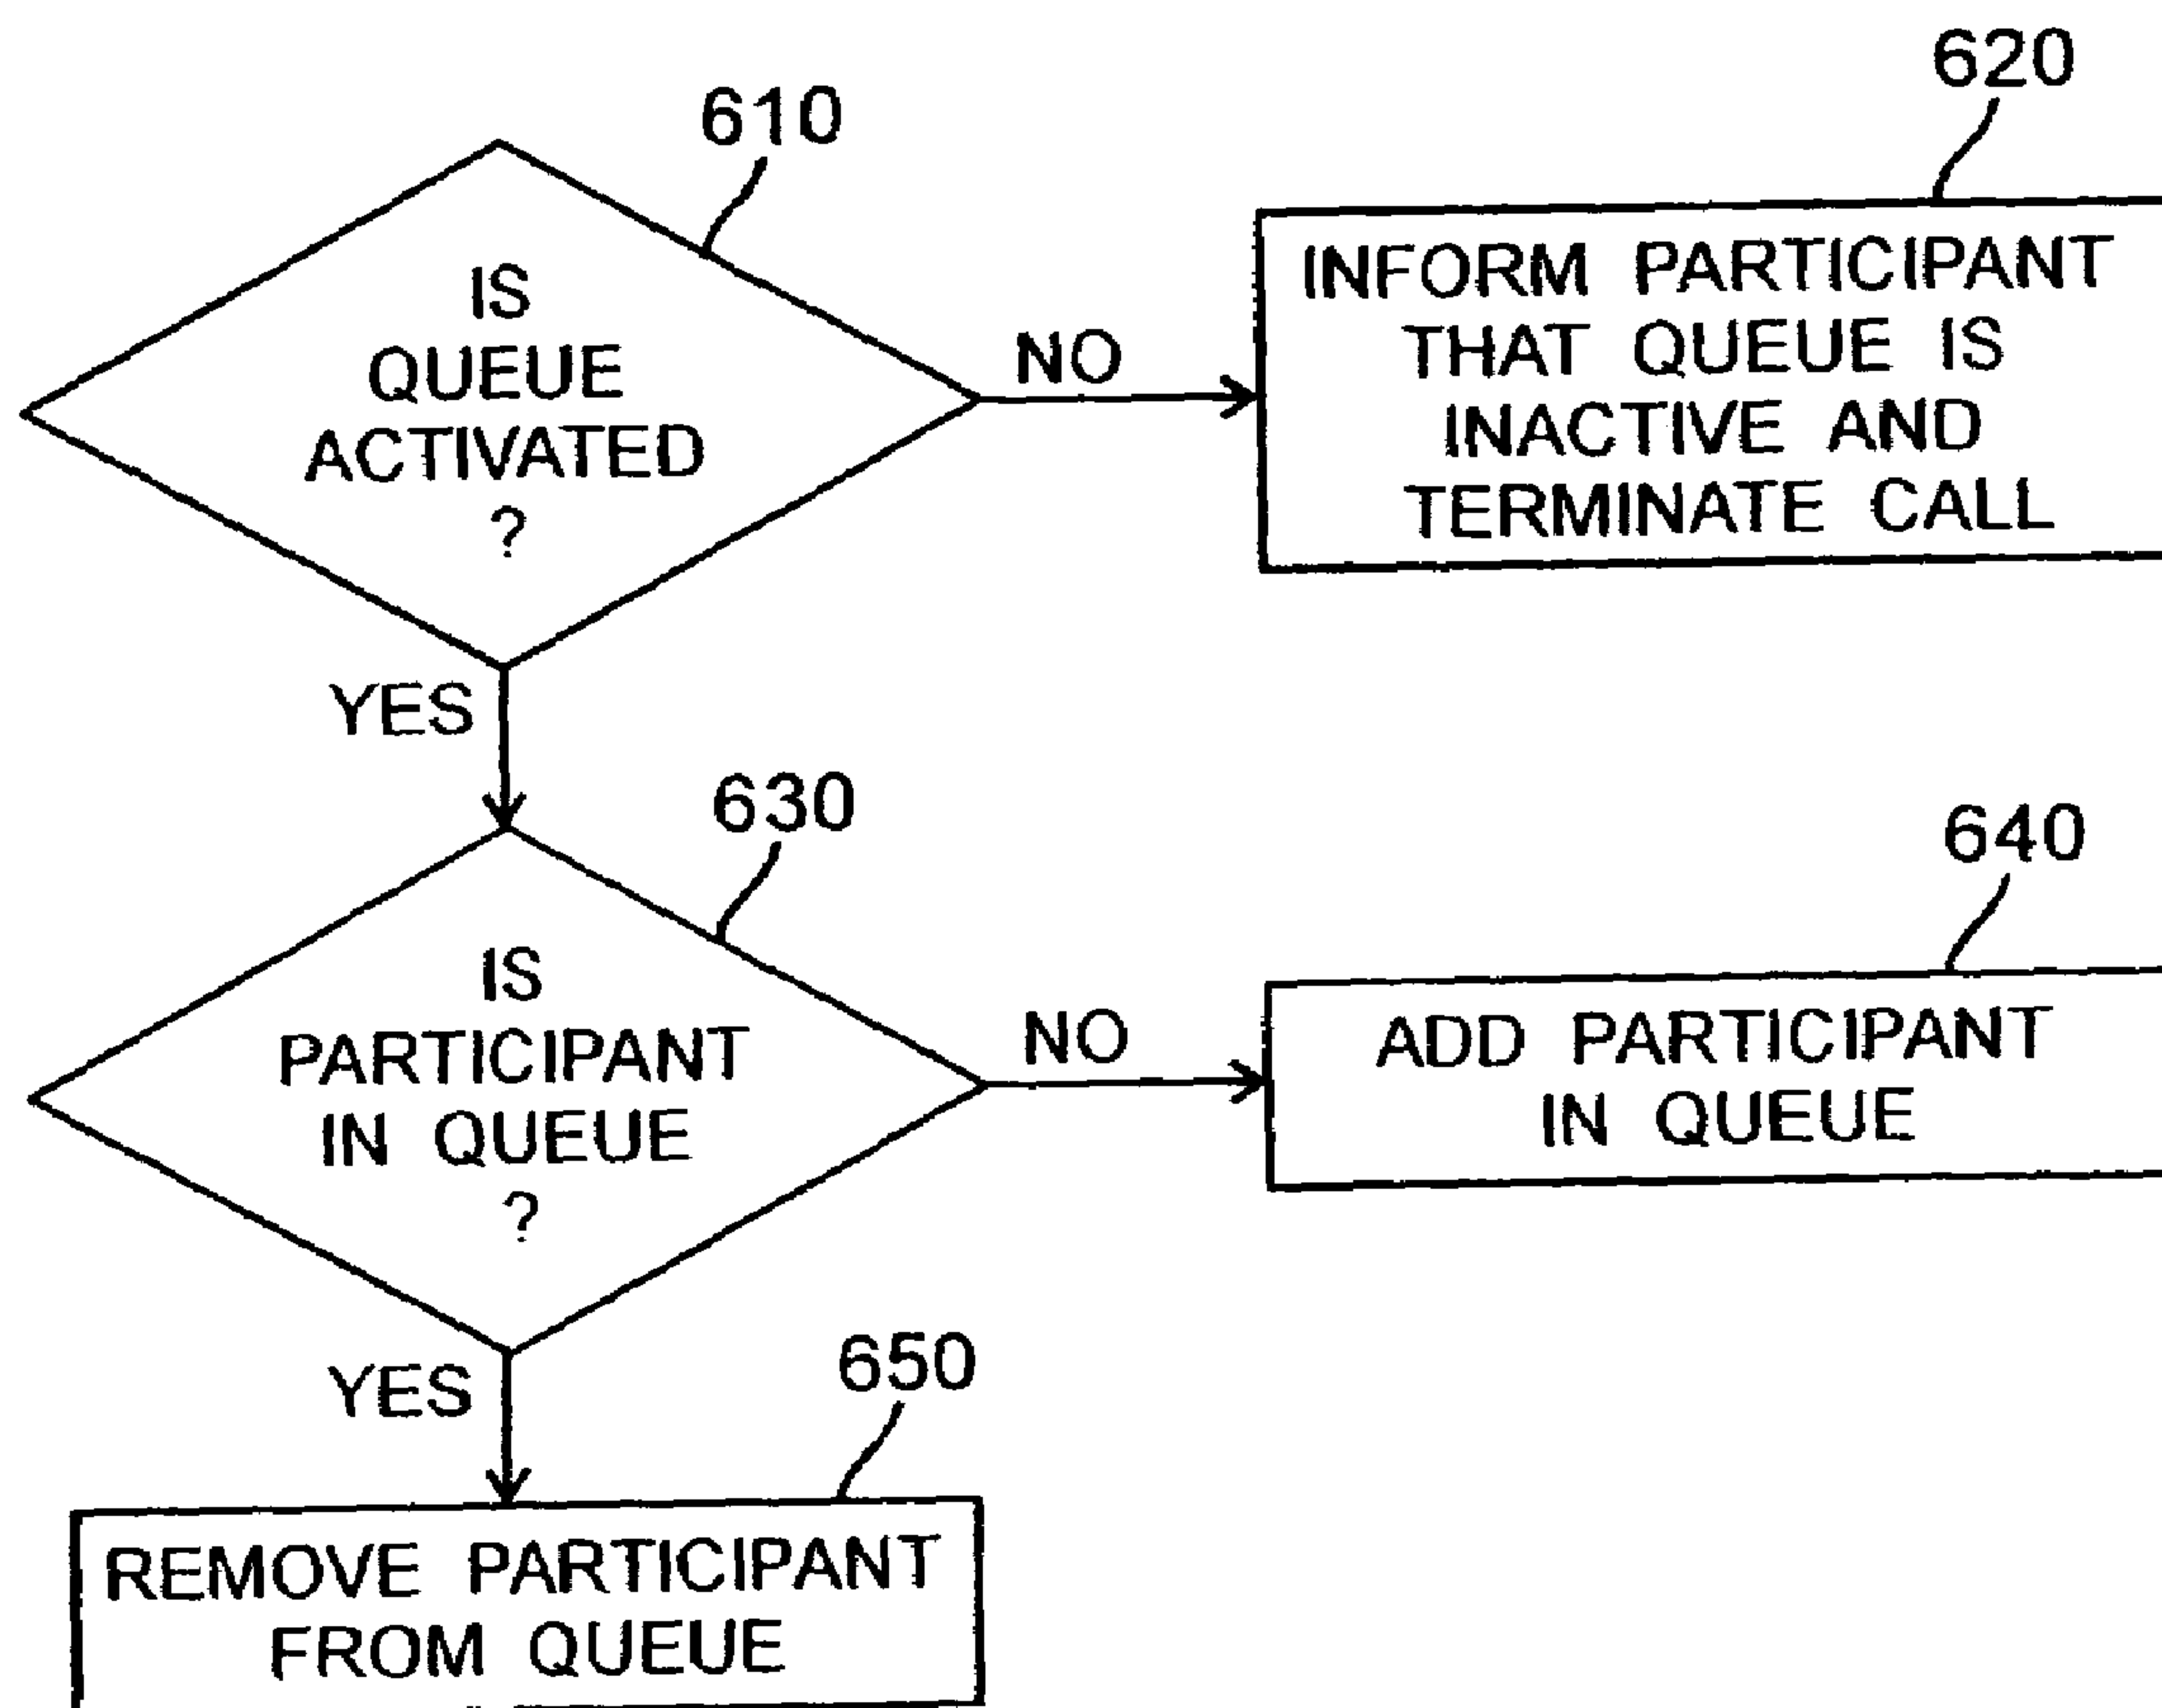 610
IS
QUEUE
ACTIVATED
?
NO
620
INFORM PARTICIPANT
THAT QUEUE IS
INACTIVE AND
TERMINATE CALL
YES
630
IS
PARTICIPANT
IN QUEUE
?
NO
640
ADD PARTICIPANT
IN QUEUE
YES
650
REMOVE PARTICIPANT
FROM QUEUE